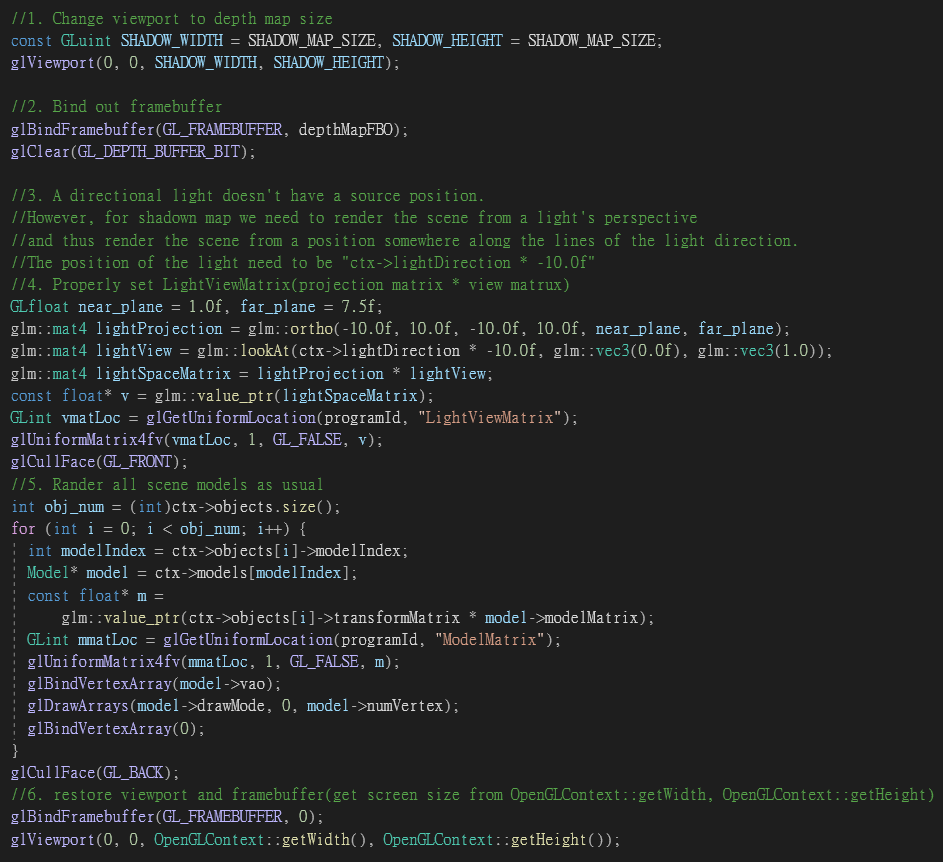 //1. Change viewport to depth map size
const GLuint SHADOW_WIDTH = SHADOW_MAP_SIZE, SHADOW_HEIGHT = SHADOW_MAP_SIZE;
glViewport(0, 0, SHADOW_WIDTH, SHADOW_HEIGHT);

//2. Bind out framebuffer
glBindFramebuffer(GL_FRAMEBUFFER, depthMapFBO);
glClear(GL_DEPTH_BUFFER_BIT);

//3. A directional light doesn't have a source position.
//However, for shadown map we need to render the scene from a light's perspective
//and thus render the scene from a position somewhere along the lines of the light direction.
//The position of the light need to be "ctx->lightDirection * -10.0f"
//4. Properly set LightViewMatrix(projection matrix * view matrux)
GLfloat near_plane = 1.0f, far_plane = 7.5f;
glm::mat4 lightProjection = glm::ortho(-10.0f, 10.0f, -10.0f, 10.0f, near_plane, far_plane);
glm::mat4 lightView = glm::lookAt(ctx->lightDirection * -10.0f, glm::vec3(0.0f), glm::vec3(1.0));
glm::mat4 lightSpaceMatrix = lightProjection * lightView;
const float* v = glm::value_ptr(lightSpaceMatrix);
GLint vmatLoc = glGetUniformLocation(programId, "LightViewMatrix");
glUniformMatrix4fv(vmatLoc, 1, GL_FALSE, v);
glCullFace(GL_FRONT);
//5. Rander all scene models as usual
int obj_num = (int)ctx->objects.size();
for (int i = 0; i < obj_num; i++) {
  int modelIndex = ctx->objects[i]->modelIndex;
  Model* model = ctx->models[modelIndex];
  const float* m =
      glm::value_ptr(ctx->objects[i]->transformMatrix * model->modelMatrix);
  GLint mmatLoc = glGetUniformLocation(programId, "ModelMatrix");
  glUniformMatrix4fv(mmatLoc, 1, GL_FALSE, m);
  glBindVertexArray(model->vao);
  glDrawArrays(model->drawMode, 0, model->numVertex);
  glBindVertexArray(0);
}
glCullFace(GL_BACK);
//6. restore viewport and framebuffer(get screen size from OpenGLContext::getWidth, OpenGLContext::getHeight)
glBindFramebuffer(GL_FRAMEBUFFER, 0);
glViewport(0, 0, OpenGLContext::getWidth(), OpenGLContext::getHeight());